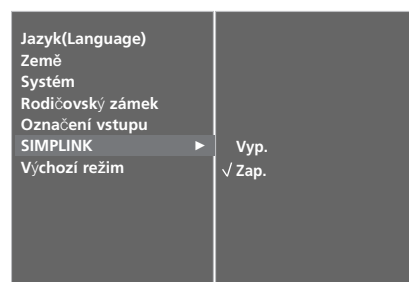 Jazyk(Language)
Země
Systém
Rodičovský zámek
Označení vstupu
SIMPLINK ►
Výchozí režim
Vyp.
√ Zap.